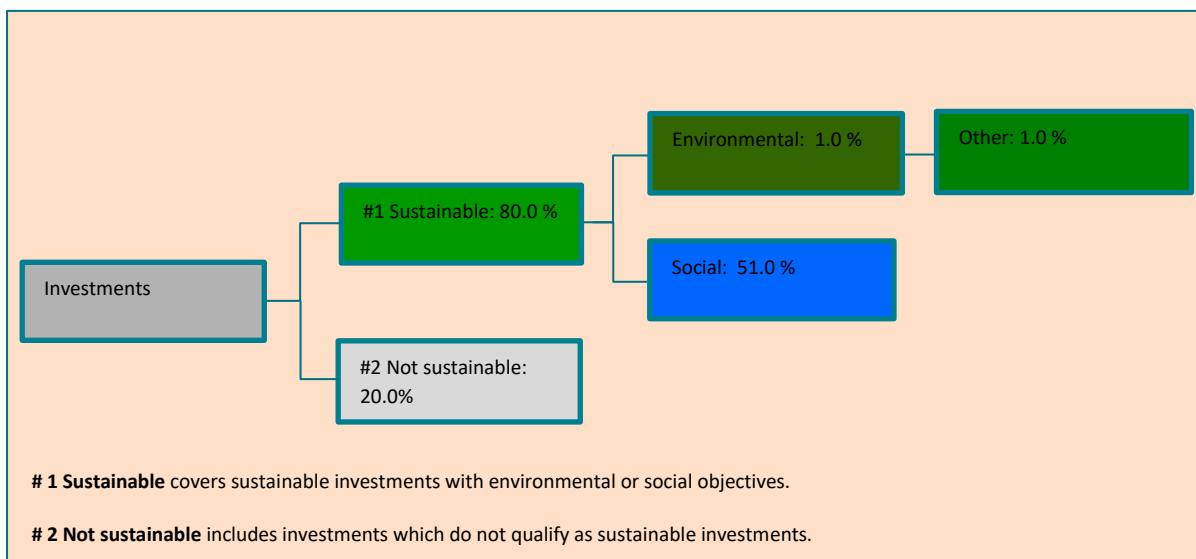 Environmental:  1.0 %
Other: 1.0 %
#1 Sustainable: 80.0 %
Social:  51.0 %
Investments
#2 Not sustainable:
20.0%
# 1 Sustainable covers sustainable investments with environmental or social objectives.
# 2 Not sustainable includes investments which do not qualify as sustainable investments.